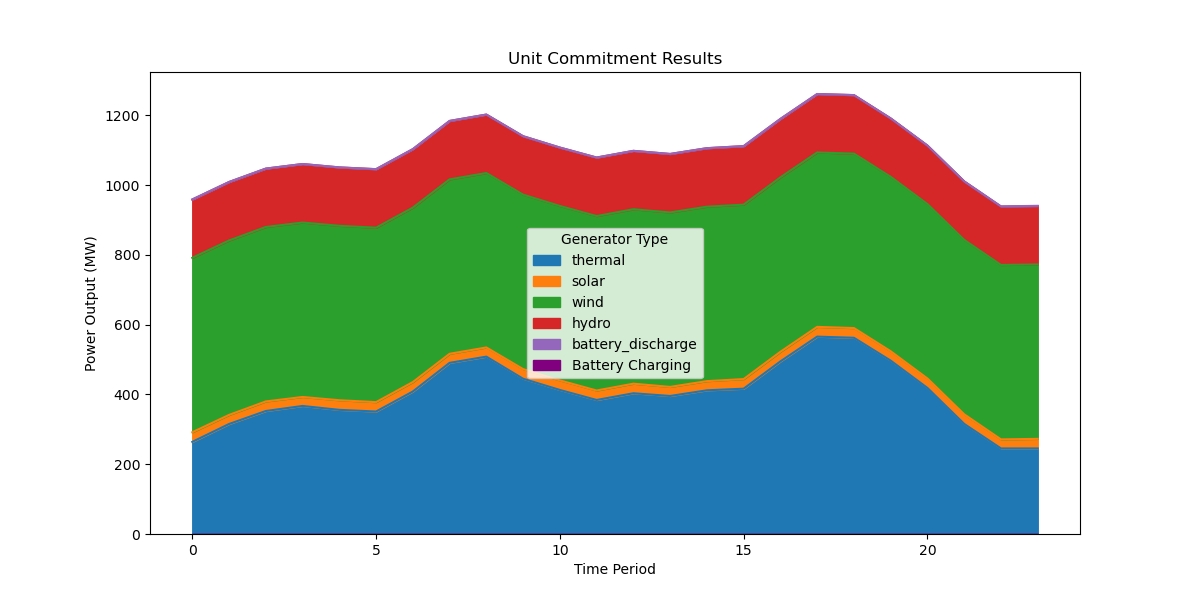 Unit Commitment Results
Power Output (MW)
1200
1000
800
600
400
200
0
Generator Type
thermal
solar
wind
hydro
battery_discharge
Battery Charging
0 5 10 15 20
Time Period